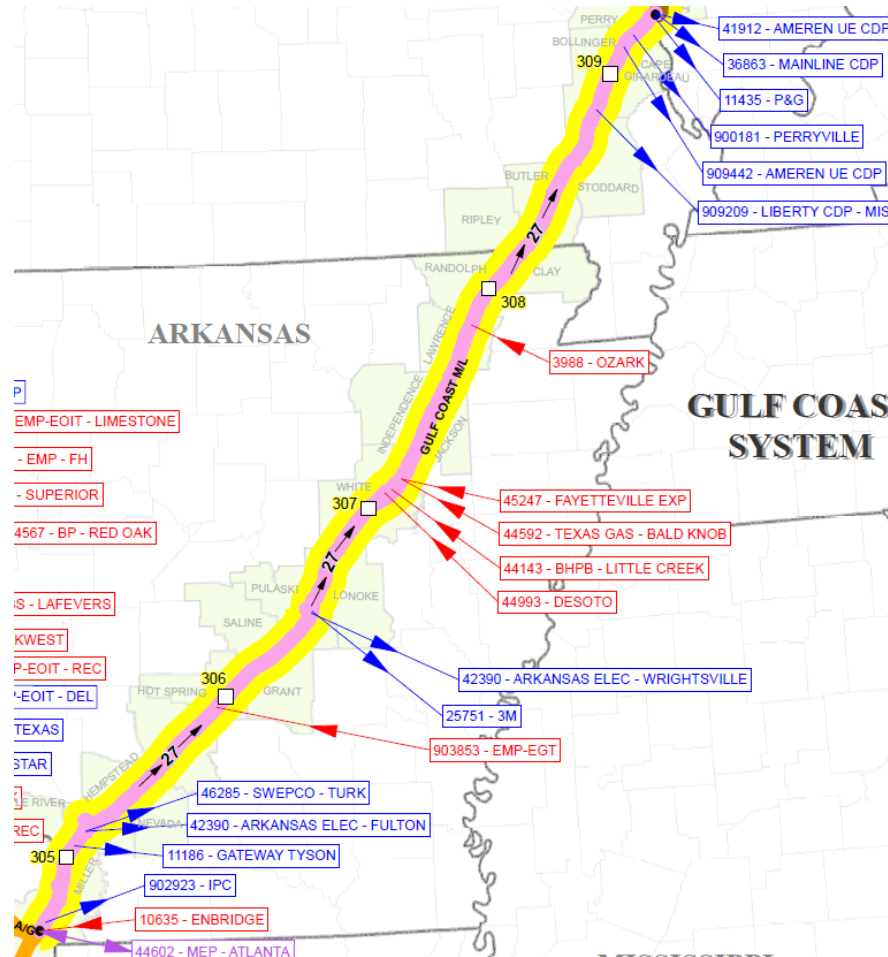 PERRY
41912 - AMEREN UE CDP
BOLLINGER
309
CAPE
GIRARDEAU
36863 - MAINLINE CDP
11435 - P&G
900181 - PERRYVILLE
909442 - AMEREN UE CDP
BUTLER
STODDARD
909209 - LIBERTY CDP - MIS
RIPLEY
27
RANDOLPH
CLAY
308
ARKANSAS
LAWRENCE
3988 - OZARK
P
INDEPENDENCE
GULF COAST M/L
JACKSON
GULF COAS
SYSTEM
EMP-EOIT - LIMESTONE
- EMP - FH
WHITE
- SUPERIOR
307
45247 - FAYETTEVILLE EXP
4567 - BP - RED OAK
44592 - TEXAS GAS - BALD KNOB
27
44143 - BHPB - LITTLE CREEK
PULASKI
LONOKE
44993 - DESOTO
SS - LAFEVERS
SALINE
KWEST
P-EOIT - REC
306
42390 - ARKANSAS ELEC - WRIGHTSVILLE
P-EOIT - DEL
HOT SPRING
GRANT
25751 - 3M
TEXAS
903853 - EMP-EGT
27
STAR
HEMPSTEAD
46285 - SWEPCO - TURK
LE RIVER
NEVADA
42390 - ARKANSAS ELEC - FULTON
REC
305
11186 - GATEWAY TYSON
MILLER
902923 - IPC
A/G
10635 - ENBRIDGE
44602 - MEP - ATLANTA
MISSISSIPPI